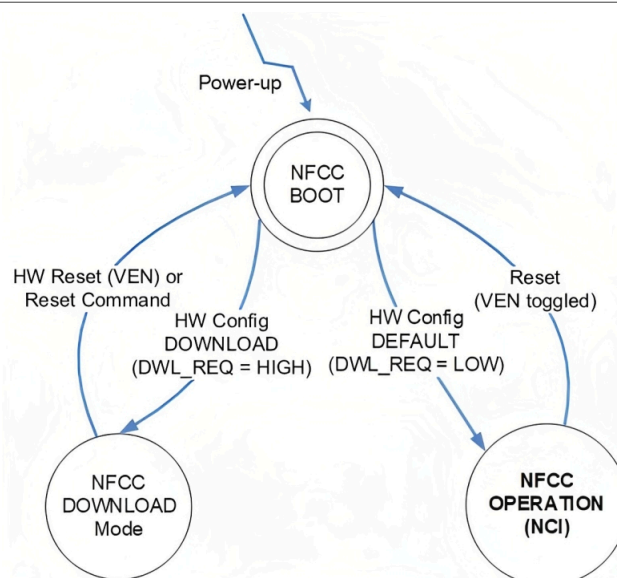 Power-up
NFCC
BOOT
HW Reset (VEN) or
Reset Command
Reset
(VEN toggled)
HW Config
DOWNLOAD
(DWL_REQ = HIGH)
HW Config
DEFAULT
(DWL_REQ = LOW)
NFCC
DOWNLOAD
Mode
NFCC
OPERATION
(NCI)